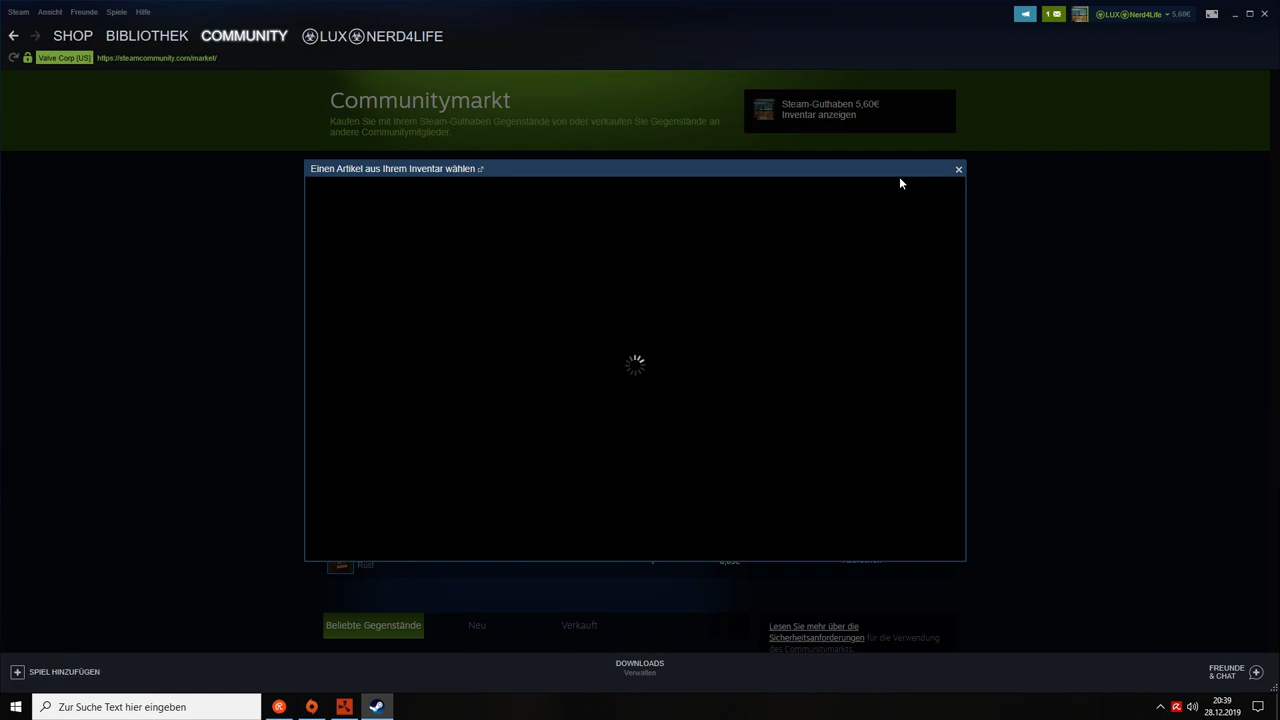 Steam Ansicht Freunde Spiele Hilfe
1 ☣LUX☣Nerd4Life 5,60€
SHOP BIBLIOTHEK COMMUNITY ☣LUX☣NERD4LIFE
Valve Corp [US] https://steamcommunity.com/market/
Communitymarkt
Kaufen Sie mit Ihrem Steam-Guthaben Gegenstände von oder verkaufen Sie Gegenstände an
andere Communitymitglieder.
Steam-Guthaben 5,60€
Inventar anzeigen
Einen Artikel aus Ihrem Inventar wählen
Rust
Beliebte Gegenstände Neu Verkauft
Lesen Sie mehr über die
Sicherheitsanforderungen für die Verwendung
des Communitymarkts.
SPIEL HINZUFÜGEN
DOWNLOADS
Verwalten
FREUNDE
& CHAT
Zur Suche Text hier eingeben
20:39
28.12.2019